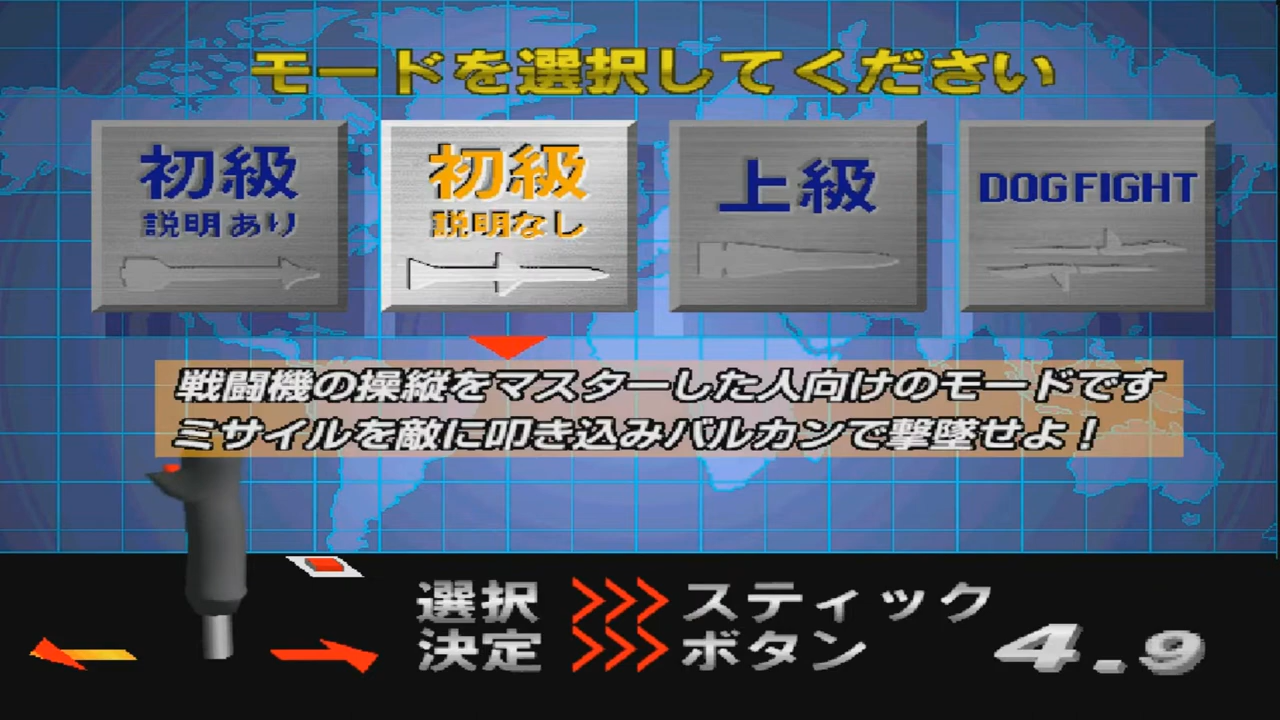 モードを選択してください
初級
説明あり
初級
説明なし
上級
DOG FIGHT
戦闘機の操縦をマスターした人向けのモードです
ミサイルを敵に叩き込みバルカンで撃墜せよ！
選択 >>> スティック
決定 >>> ボタン
4.9